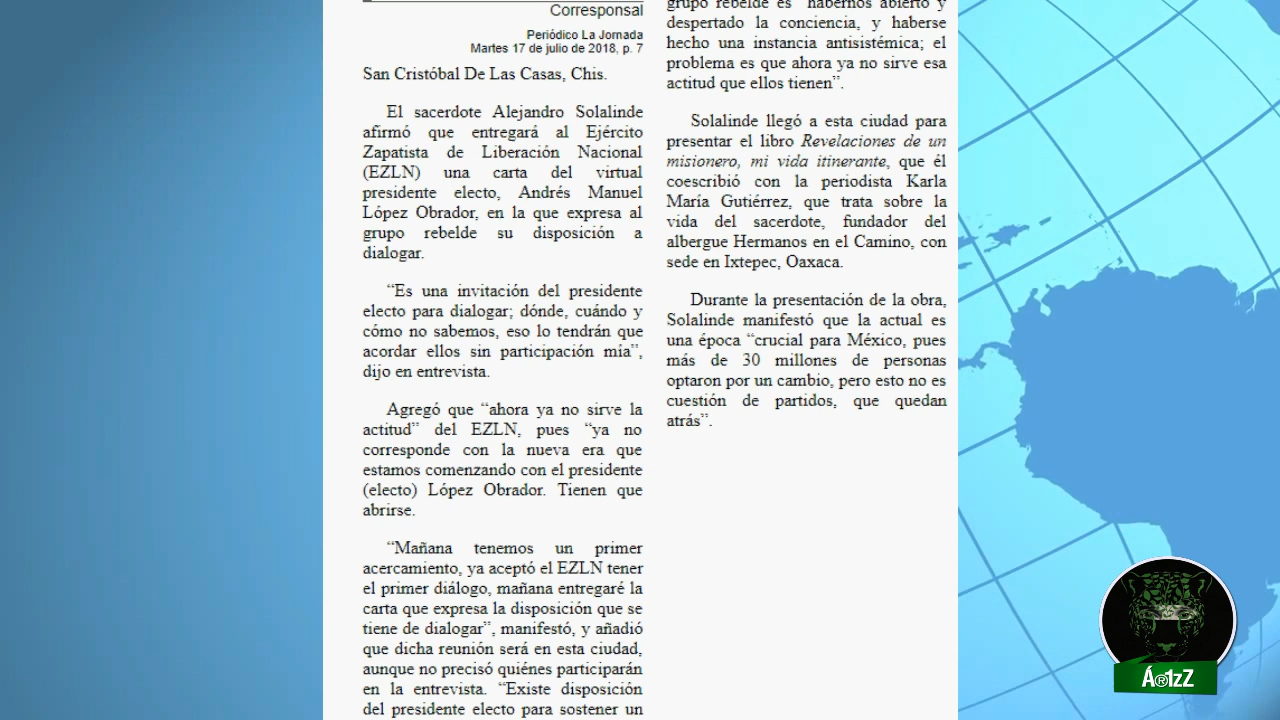 Corresponsal
Periódico La Jornada
Martes 17 de julio de 2018, p. 7
San Cristóbal De Las Casas, Chis.
El sacerdote Alejandro Solalinde
afirmó que entregará al Ejército
Zapatista de Liberación Nacional
(EZLN) una carta del virtual
presidente electo, Andrés Manuel
López Obrador, en la que expresa al
grupo rebelde su disposición a
dialogar.
“Es una invitación del presidente
electo para dialogar; dónde, cuándo y
cómo no sabemos, eso lo tendrán que
acordar ellos sin participación mía”,
dijo en entrevista.
Agregó que “ahora ya no sirve la
actitud” del EZLN, pues “ya no
corresponde con la nueva era que
estamos comenzando con el presidente
(electo) López Obrador. Tienen que
abrirse.
“Mañana tenemos un primer
acercamiento, ya aceptó el EZLN tener
el primer diálogo, mañana entregaré la
carta que expresa la disposición que se
tiene de dialogar”, manifestó, y añadió
que dicha reunión será en esta ciudad,
aunque no precisó quiénes participarán
en la entrevista. “Existe disposición
del presidente electo para sostener un
grupo rebelde es “habernos abierto y
despertado la conciencia, y haberse
hecho una instancia antisistémica; el
problema es que ahora ya no sirve esa
actitud que ellos tienen”.
Solalinde llegó a esta ciudad para
presentar el libro Revelaciones de un
misionero, mi vida itinerante, que él
coescribió con la periodista Karla
María Gutiérrez, que trata sobre la
vida del sacerdote, fundador del
albergue Hermanos en el Camino, con
sede en Ixtepec, Oaxaca.
Durante la presentación de la obra,
Solalinde manifestó que la actual es
una época “crucial para México, pues
más de 30 millones de personas
optaron por un cambio, pero esto no es
cuestión de partidos, que quedan
atrás”.
Á®1zZ